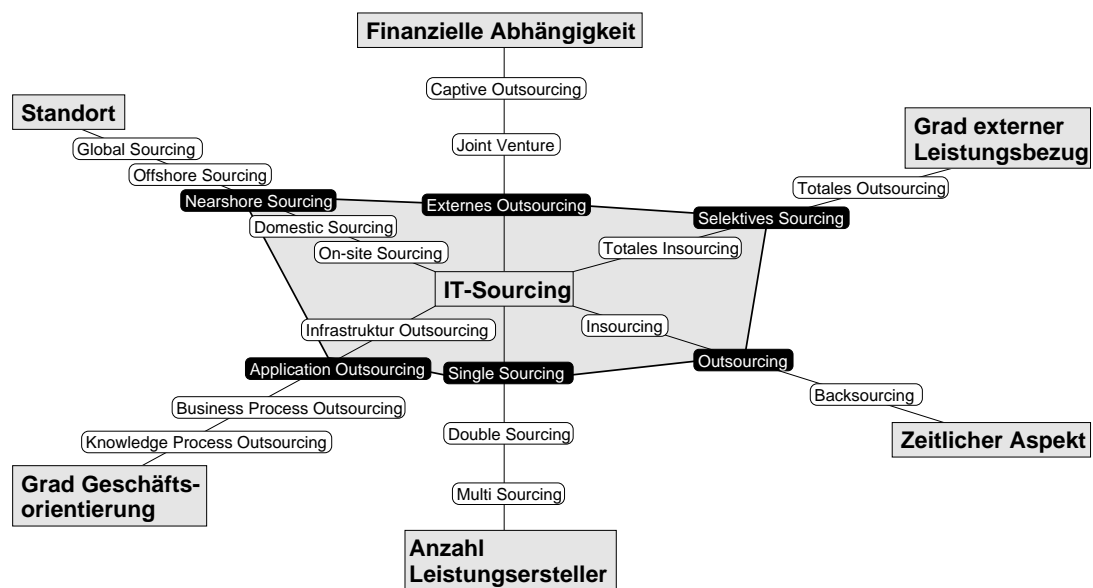 Finanzielle Abhängigkeit
Captive Outsourcing
Standort
Grad externer
Leistungsbezug
Global Sourcing
Joint Venture
Offshore Sourcing
Totales Outsourcing
Nearshore Sourcing
Externes Outsourcing
Selektives Sourcing
Domestic Sourcing
On-site Sourcing
Totales Insourcing
IT-Sourcing
Infrastruktur Outsourcing
Insourcing
Application Outsourcing
Single Sourcing
Outsourcing
Backsourcing
Business Process Outsourcing
Knowledge Process Outsourcing
Double Sourcing
Zeitlicher Aspekt
Grad Geschäfts-
orientierung
Multi Sourcing
Anzahl
Leistungsersteller